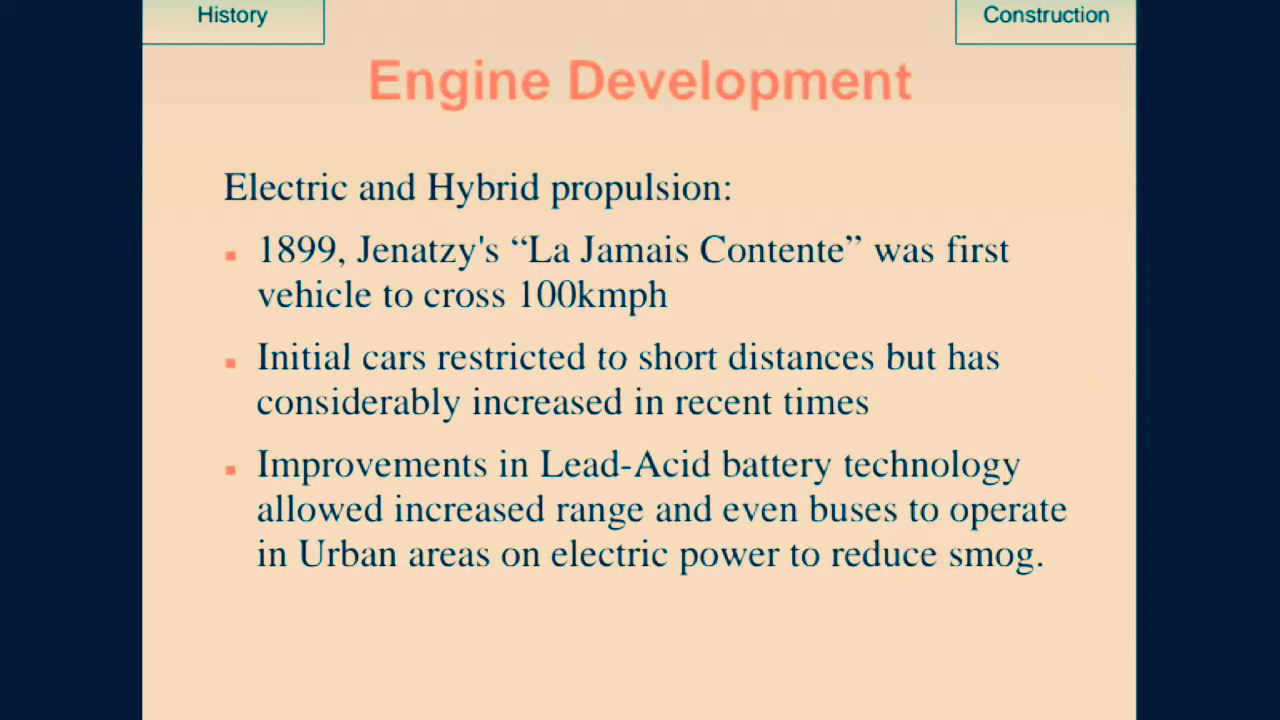 History
Construction
Engine Development
Electric and Hybrid propulsion:
1899, Jenatzy's “La Jamais Contente” was first
vehicle to cross 100kmph
Initial cars restricted to short distances but has
considerably increased in recent times
Improvements in Lead-Acid battery technology
allowed increased range and even buses to operate
in Urban areas on electric power to reduce smog.